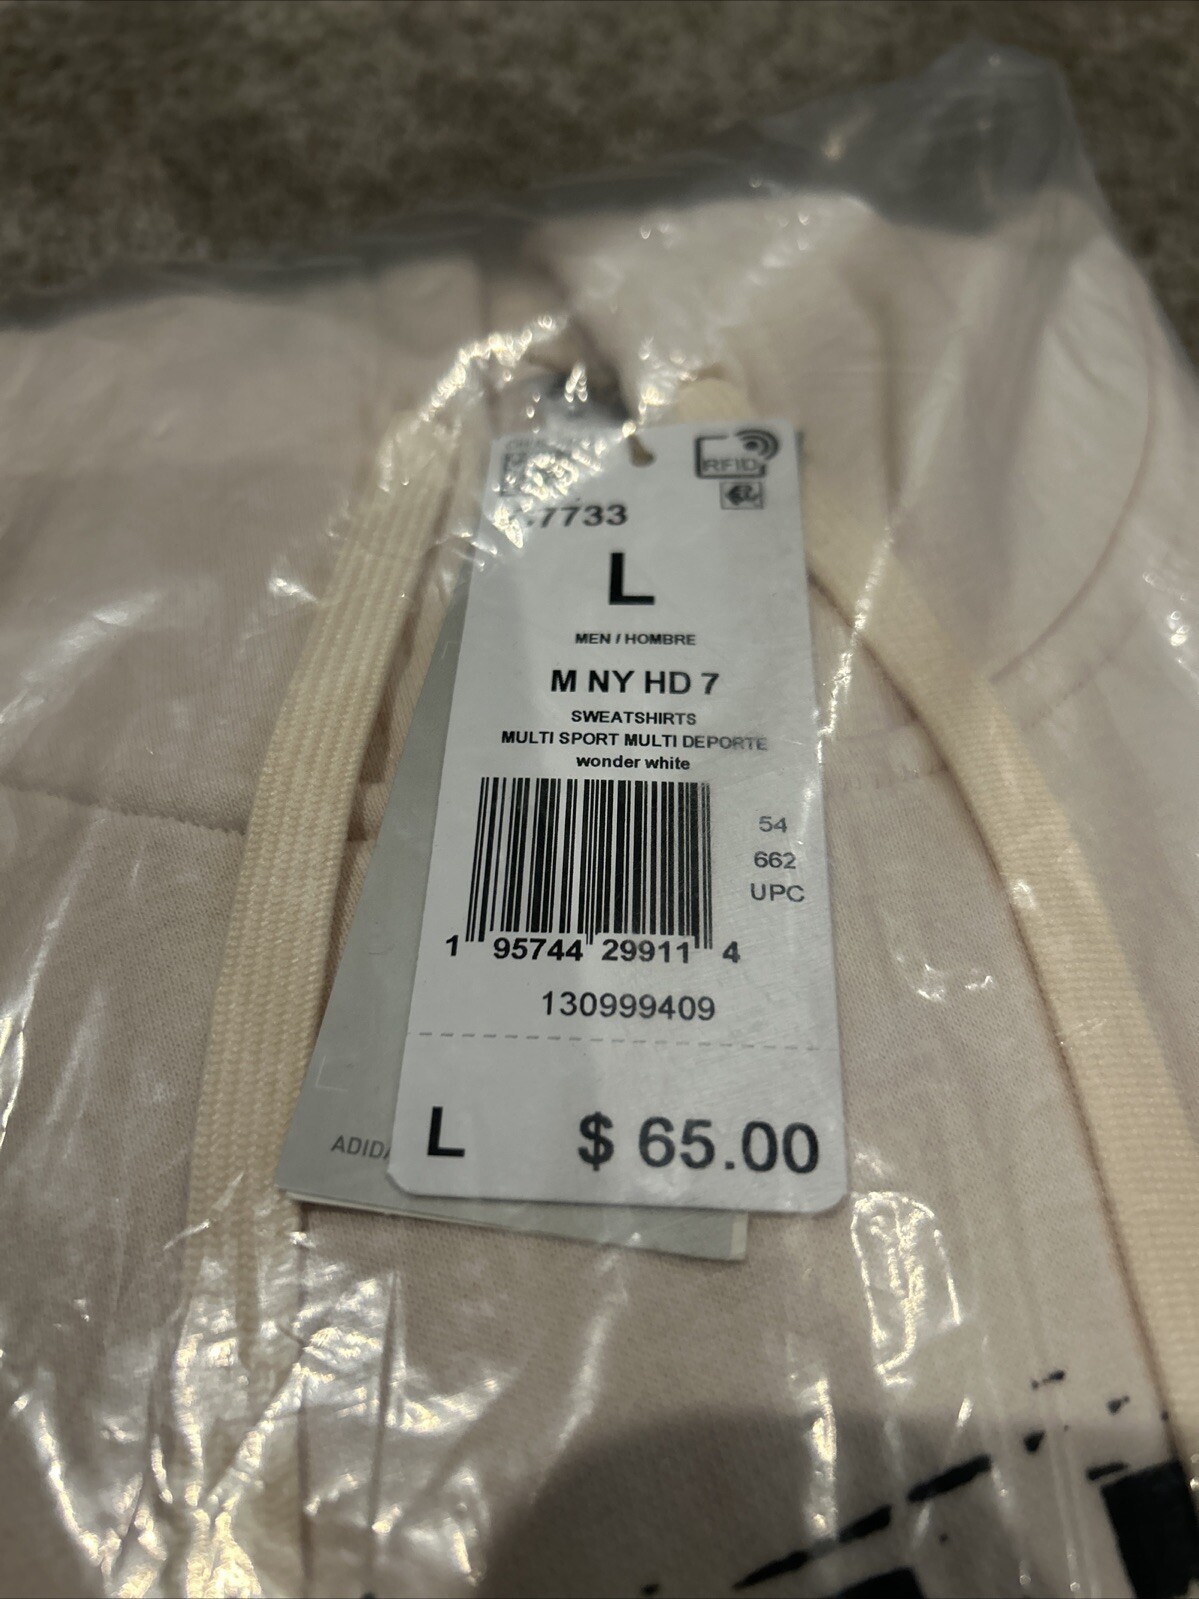 RFID
7733
L
MEN / HOMBRE
M NY HD 7
SWEATSHIRTS
MULTI SPORT MULTI DEPORTE
wonder white
54
662
UPC
1 95744 29911 4
130999409
L $ 65.00
ADIDA